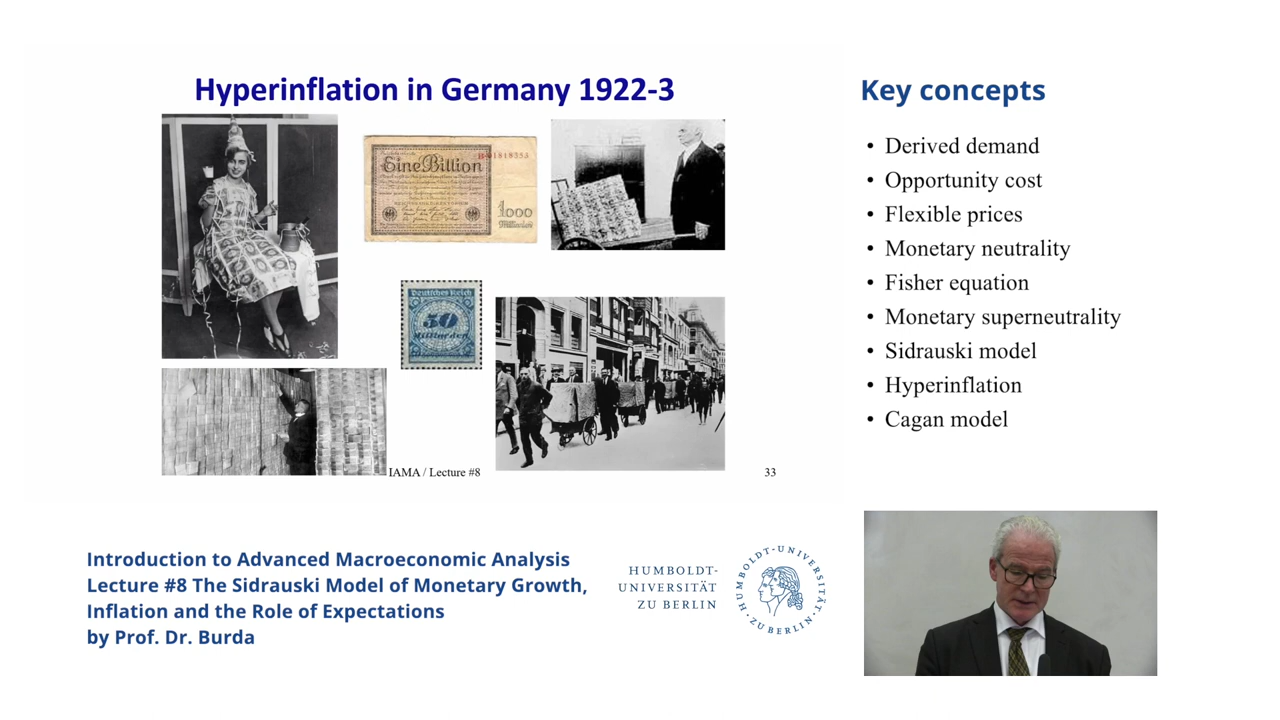 Hyperinflation in Germany 1922-3
Eine Billion
1000
Deutsches Reich
50
Milliarden
IAMA / Lecture #8
33
Key concepts
• Derived demand
• Opportunity cost
• Flexible prices
• Monetary neutrality
• Fisher equation
• Monetary superneutrality
• Sidrauski model
• Hyperinflation
• Cagan model
Introduction to Advanced Macroeconomic Analysis
Lecture #8 The Sidrauski Model of Monetary Growth,
Inflation and the Role of Expectations
by Prof. Dr. Burda
HUMBOLDT-
UNIVERSITÄT
ZU BERLIN
HUMBOLDT-UNIVERSITÄT
ZU BERLIN